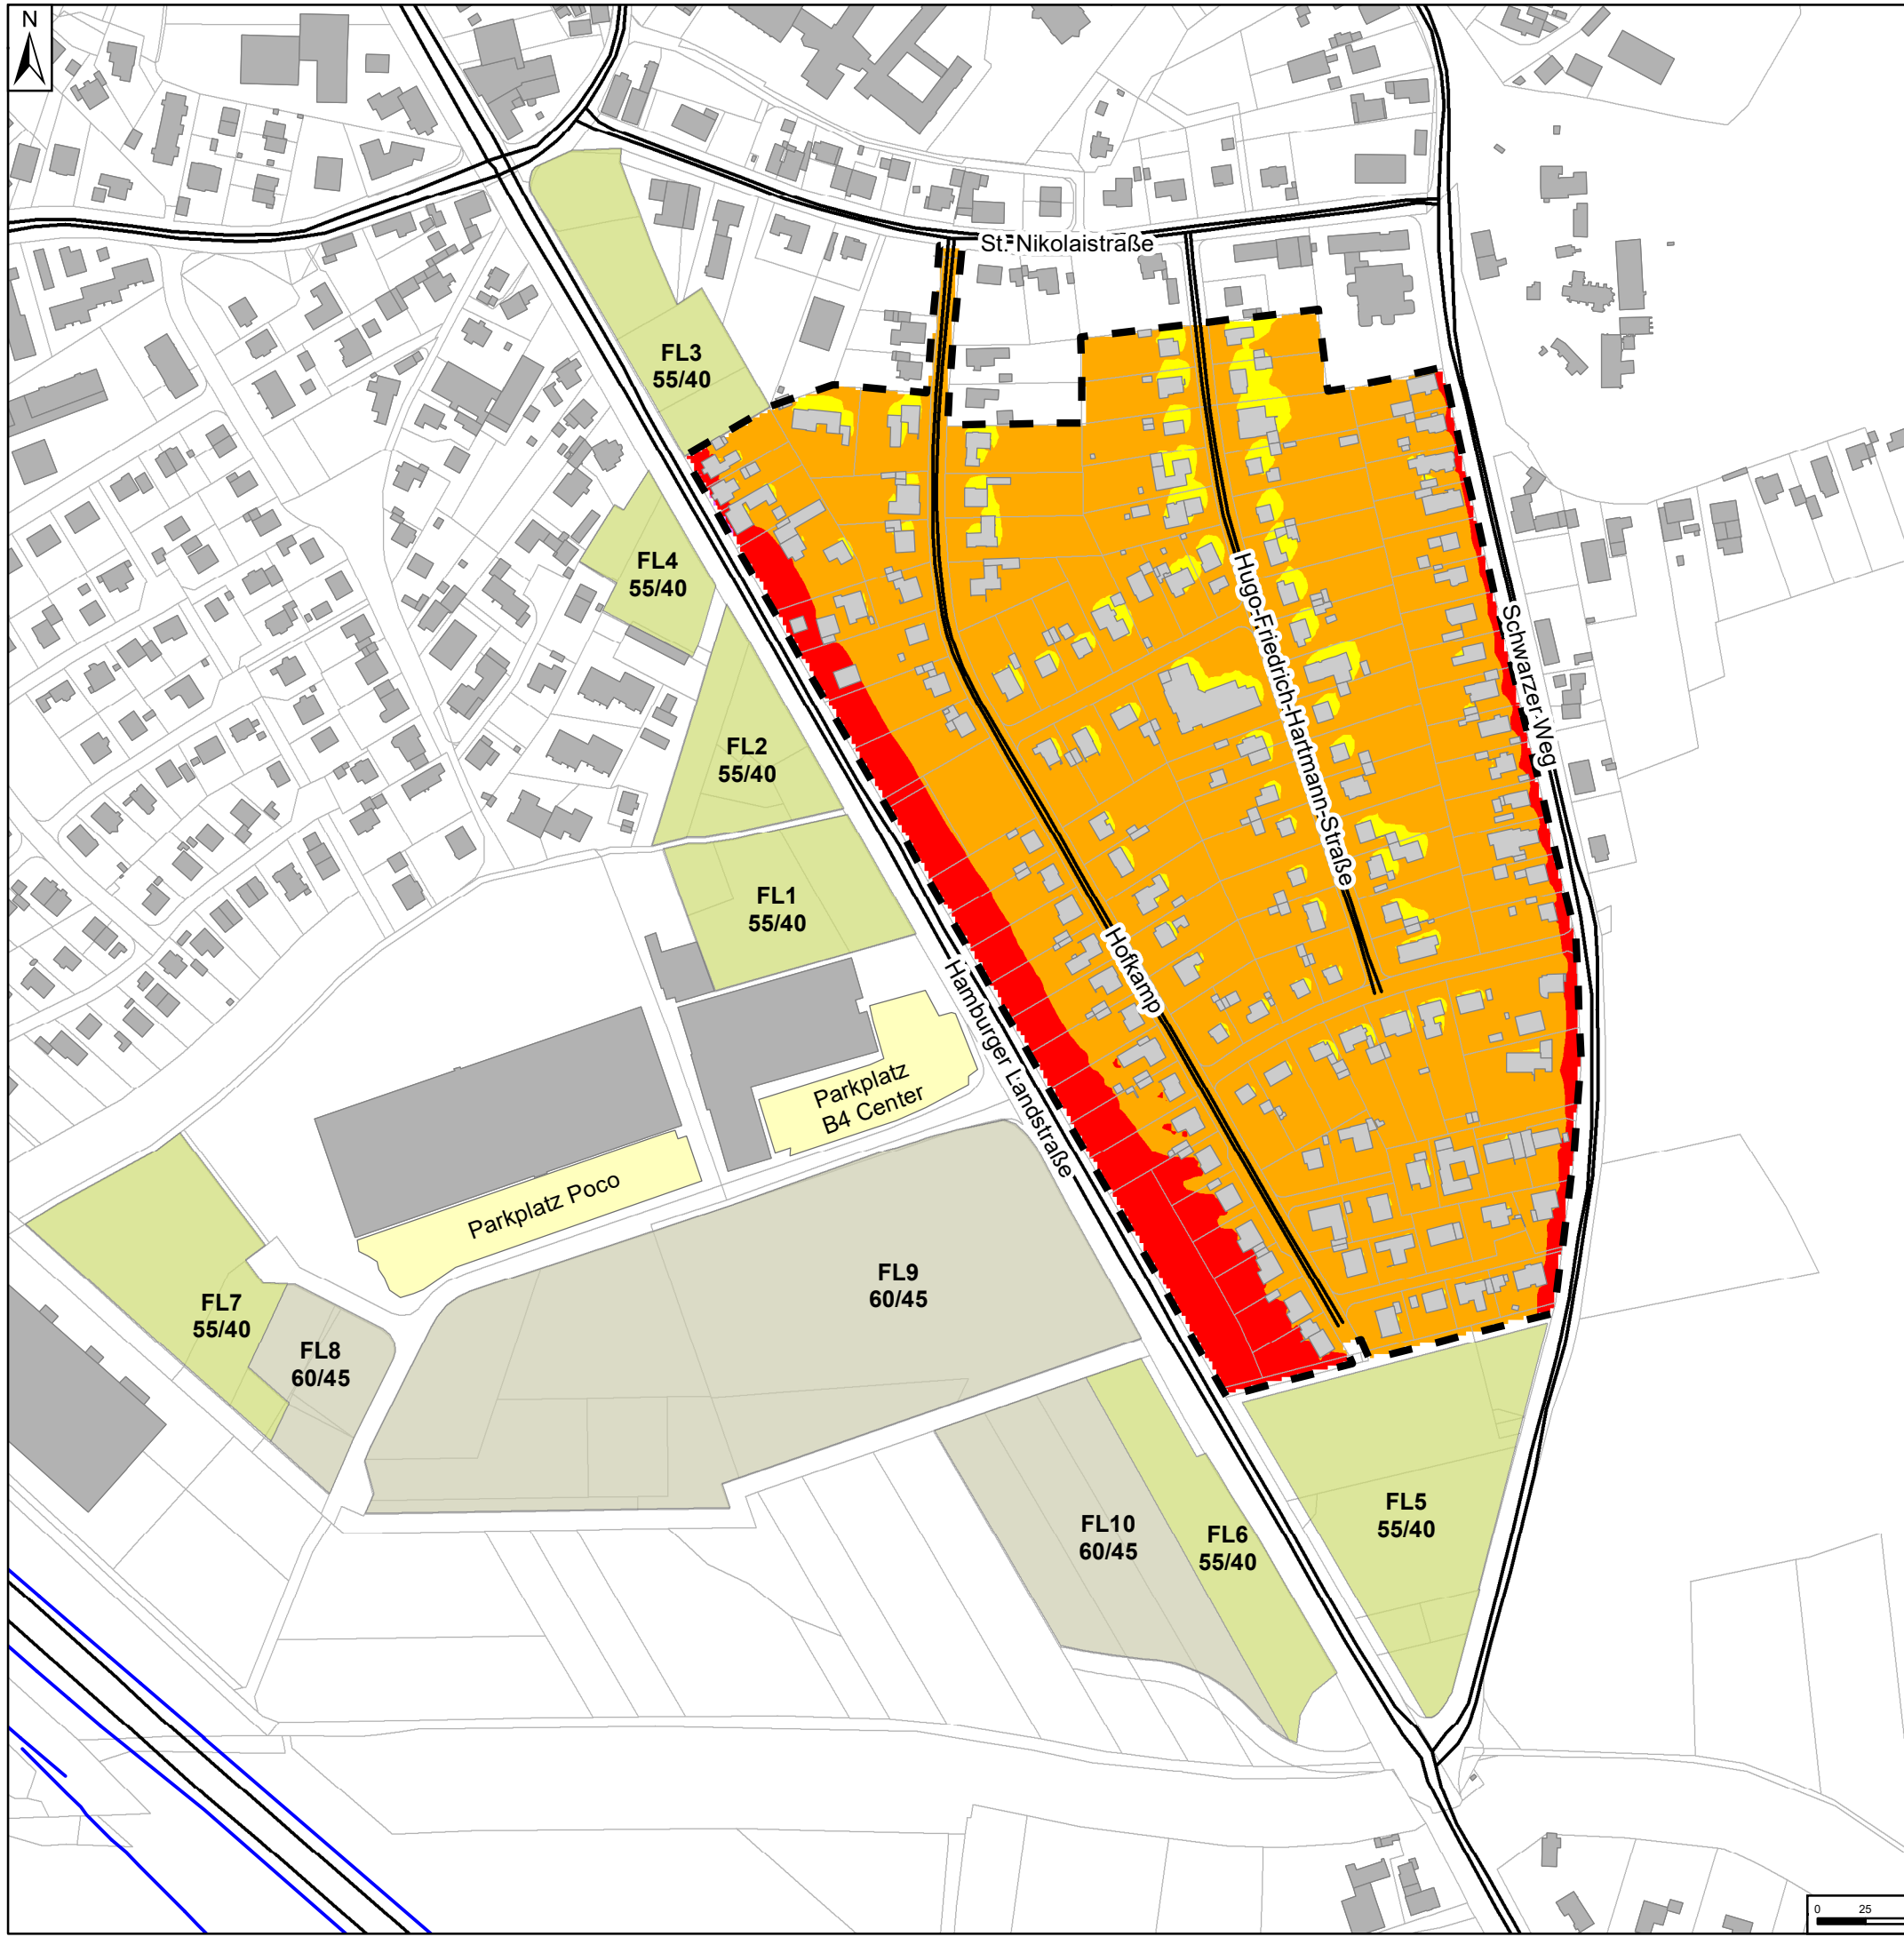 N
St. Nikolaistraße
FL3
55/40
FL4
55/40
Hugo-Friedrich-Hartmann-Straße
Schwarzer-Weg
FL2
55/40
FL1
55/40
Hofkamp
Hamburger Landstraße
Parkplatz
B4 Center
Parkplatz Poco
FL9
60/45
FL7
55/40
FL8
60/45
FL5
55/40
FL10
60/45
FL6
55/40
0 25